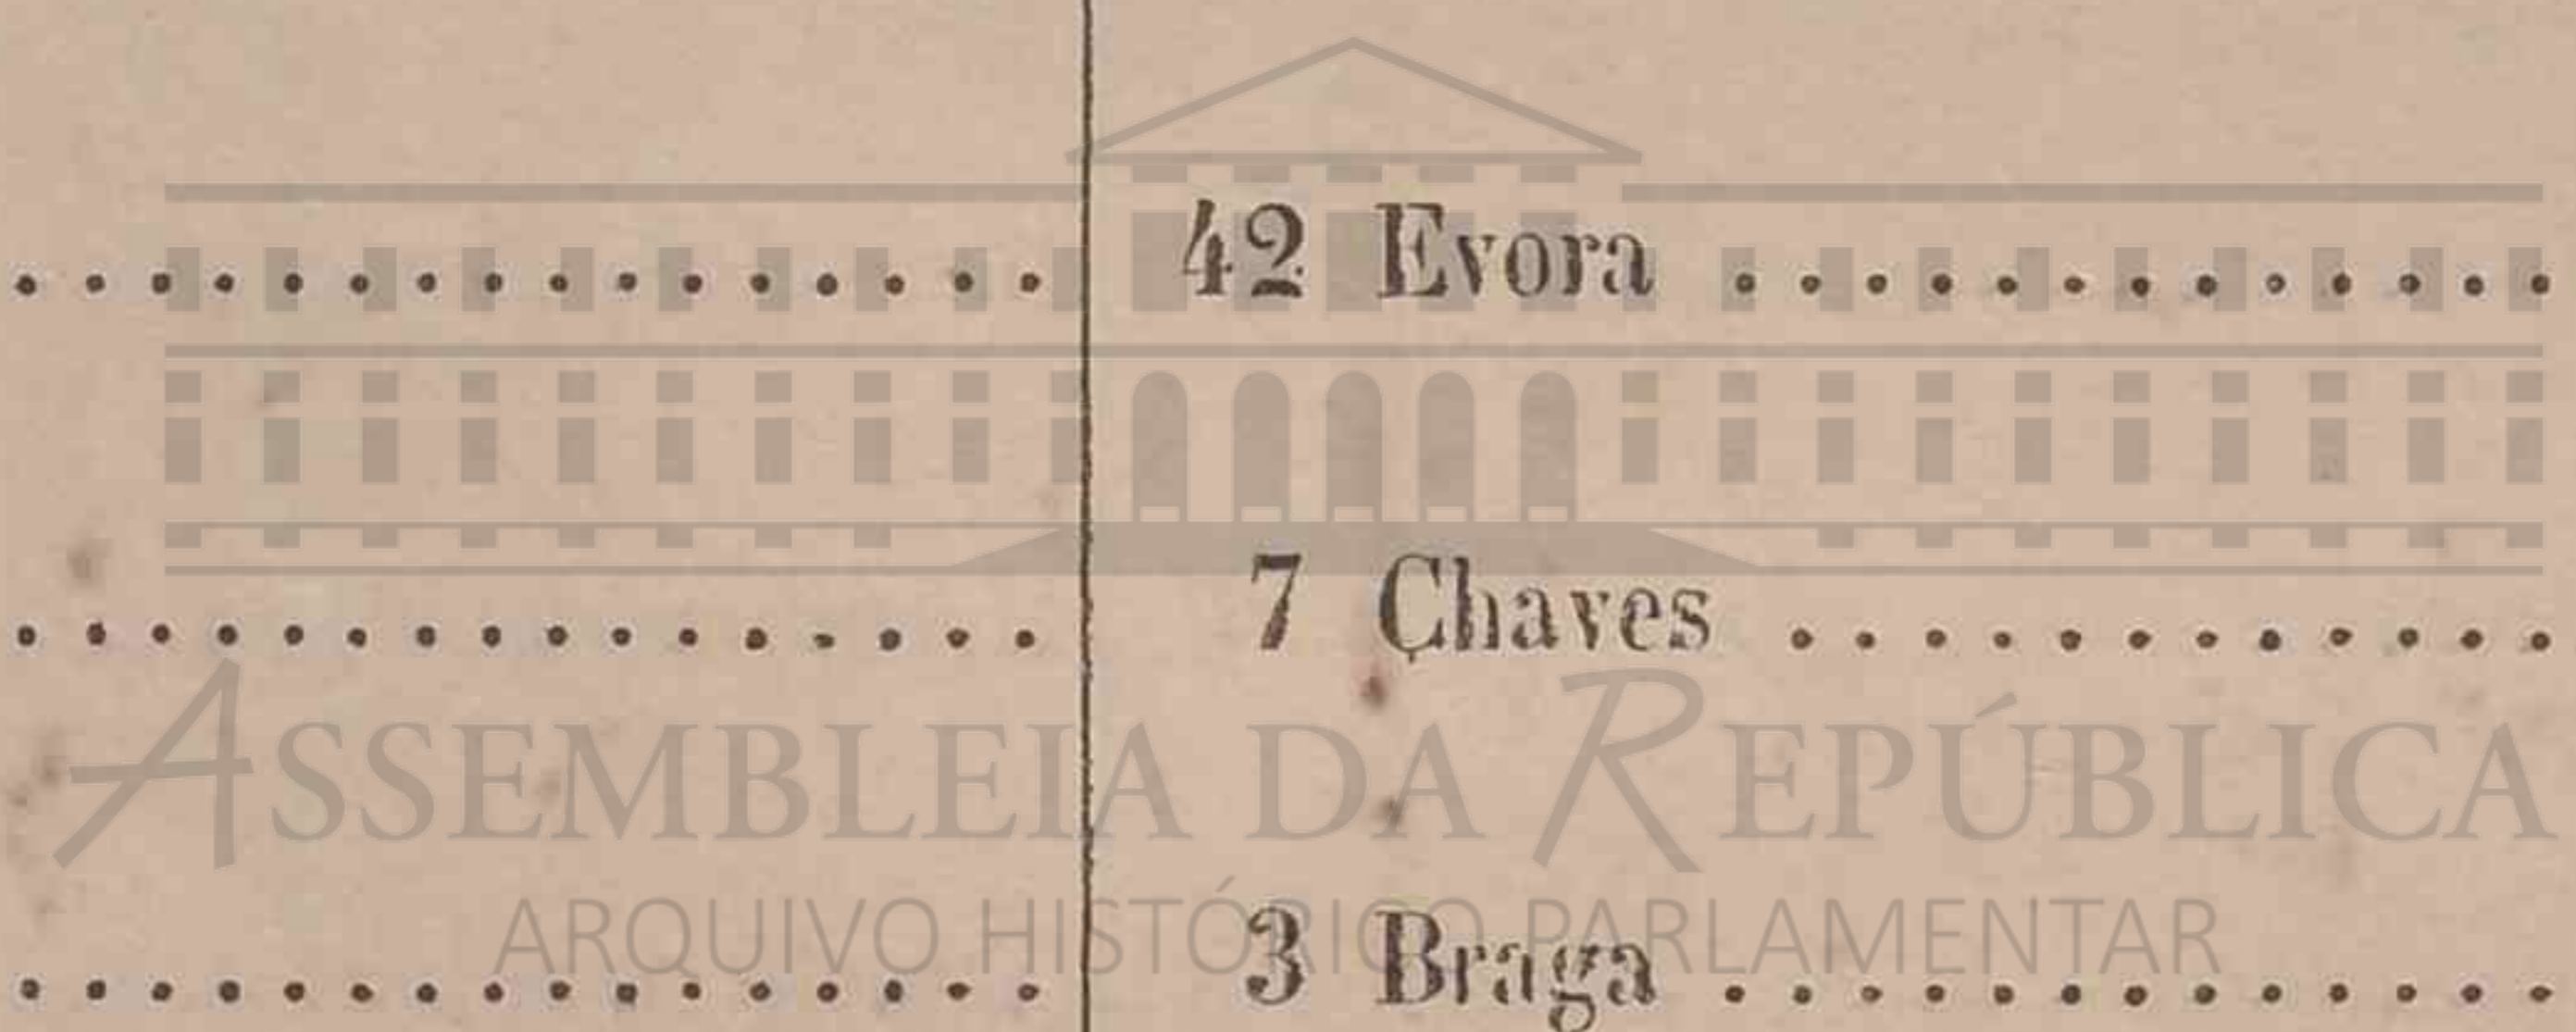 ................ 42 Evora .............
................ 7 Chaves ............
ASSEMBLEIA DA REPÚBLICA
ARQUIVO HISTÓRICO PARLAMENTAR
................ 3 Braga .............